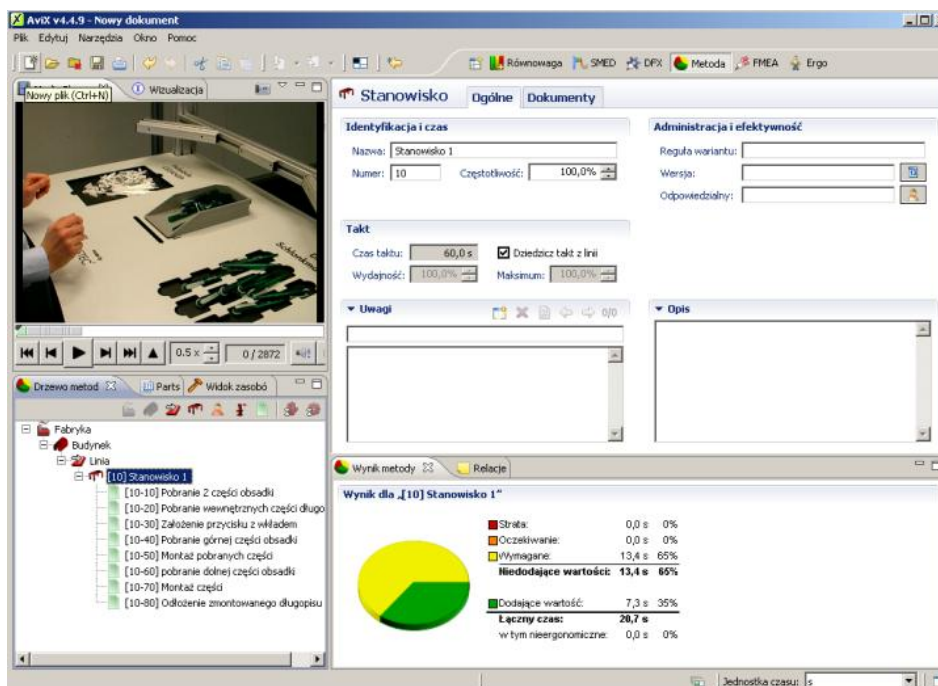 AviX v4.4.9 - Nowy dokument
Plik Edytuj Narzędzia Okno Pomoc
Równowaga SMED DFX Metoda FMEA Ergo
Nowy plik (Ctrl+N)
Wizualizacja
Stanowisko Ogólne Dokumenty
Identyfikacja i czas
Nazwa: Stanowisko 1
Numer: 10 Częstotliwość: 100,0%
Administracja i efektywność
Reguła wariantu:
Wersja:
Odpowiedzialny:
Takt
Czas taktu: 60,0 s Dziedzicz takt z linii
Wydajność: 100,0% Maksimum: 100,0%
Uwagi 0/0
Opis
0.5 x 0 / 2872
Drzewo metod Parts Widok zasobó
Fabryka
Budynek
Linia
[10] Stanowisko 1
[10-10] Pobranie 2 części obsadki
[10-20] Pobranie wewnętrznych części długo
[10-30] Założenie przycisku z wkładem
[10-40] Pobranie górnej części obsadki
[10-50] Montaż pobranych części
[10-60] pobranie dolnej części obsadki
[10-70] Montaż części
[10-80] Odłożenie zmontowanego długopisu
Wynik metody Relacje
Wynik dla „[10] Stanowisko 1”
Strata: 0,0 s 0%
Oczekiwanie: 0,0 s 0%
Wymagane: 13,4 s 65%
Niedodające wartości: 13,4 s 65%
Dodające wartość: 7,3 s 35%
Łączny czas: 20,7 s
w tym nieergonomiczne: 0,0 s 0%
Jednostka czasu: s